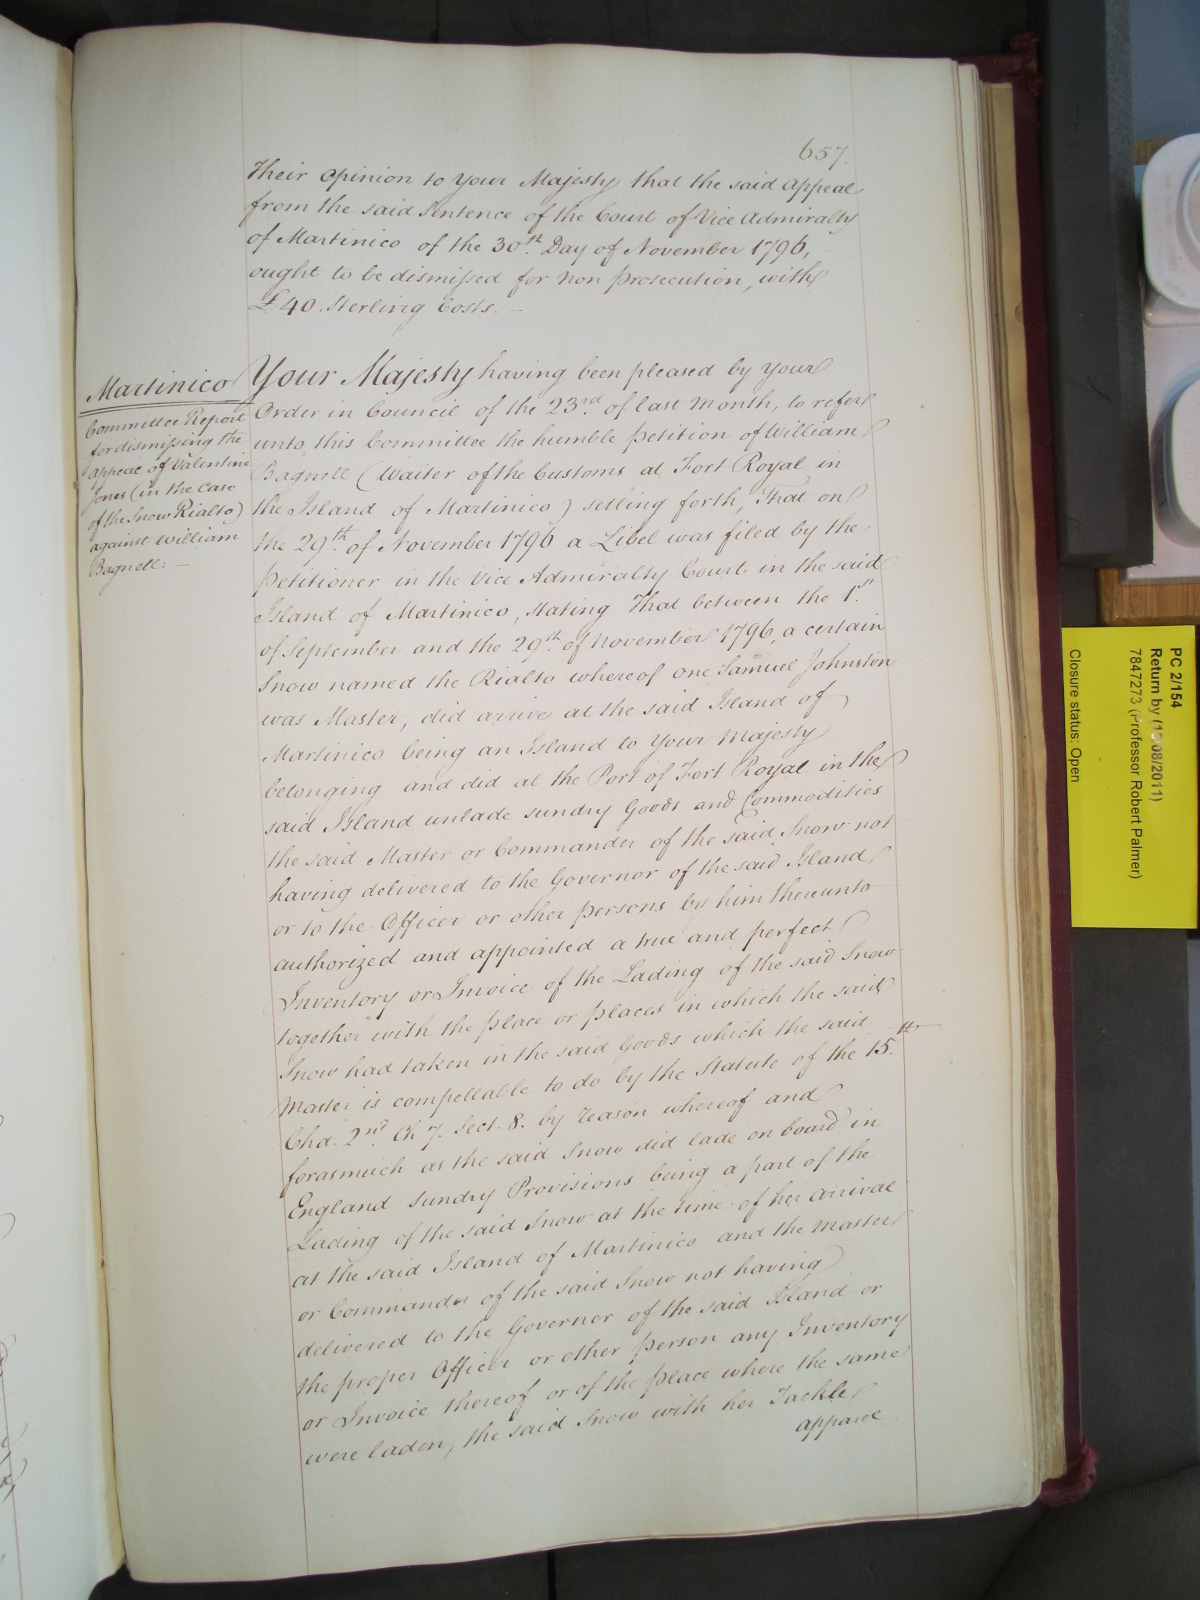 657.
Their Opinion to Your Majesty that the said Appeal
from the said Sentence of the Court of Vice Admiralty
of Martinico of the 30th. Day of November 1796,
ought to be dismissed for non Prosecution, with
£40. Sterling Costs. —
Martinico
Committee Report
for dismissing the
Appeal of Valentine
Jones (in the Case
of the Snow Rialto)
against William
Bagnell: —
Your Majesty having been pleased by Your
Order in Council of the 23rd. of last Month, to refer
unto this Committee the humble Petition of William
Bagnell (Waiter of the Customs at Fort Royal in
the Island of Martinico) setting forth, That on
the 29th. of November 1796 a Libel was filed by the
Petitioner in the Vice Admiralty Court in the said
Island of Martinico, stating That between the 1st.
of September and the 29th. of November 1796, a certain
Snow named the Rialto whereof one Samuel Johnston
was Master, did arrive at the said Island of
Martinico being an Island to Your Majesty
belonging and did at the Port of Fort Royal in the
said Island unlade sundry Goods and Commodities
the said Master or Commander of the said Snow not
having delivered to the Governor of the said Island
or to the Officer or other persons by him thereunto
authorized and appointed a true and perfect
Inventory or Invoice of the Lading of the said Snow
together with the place or places in which the said
Snow had taken in the said Goods which the said
Master is compellable to do by the Statute of the 15th.
Cha. 2nd. Ch 7. Sect. 8. by reason whereof and
forasmuch as the said Snow did lade on board in
England sundry Provisions being a part of the
Lading of the said Snow at the time of her arrival
at the said Island of Martinico and the Master
or Commander of the said Snow not having
delivered to the Governor of the said Island or
the proper Officer or other person any Inventory
or Invoice thereof or of the place where the same
were laden, the said Snow with her Tackle
apparel
PC 2/154
Return by (13/08/2011)
7847273 (Professor Robert Palmer)
Closure status: Open